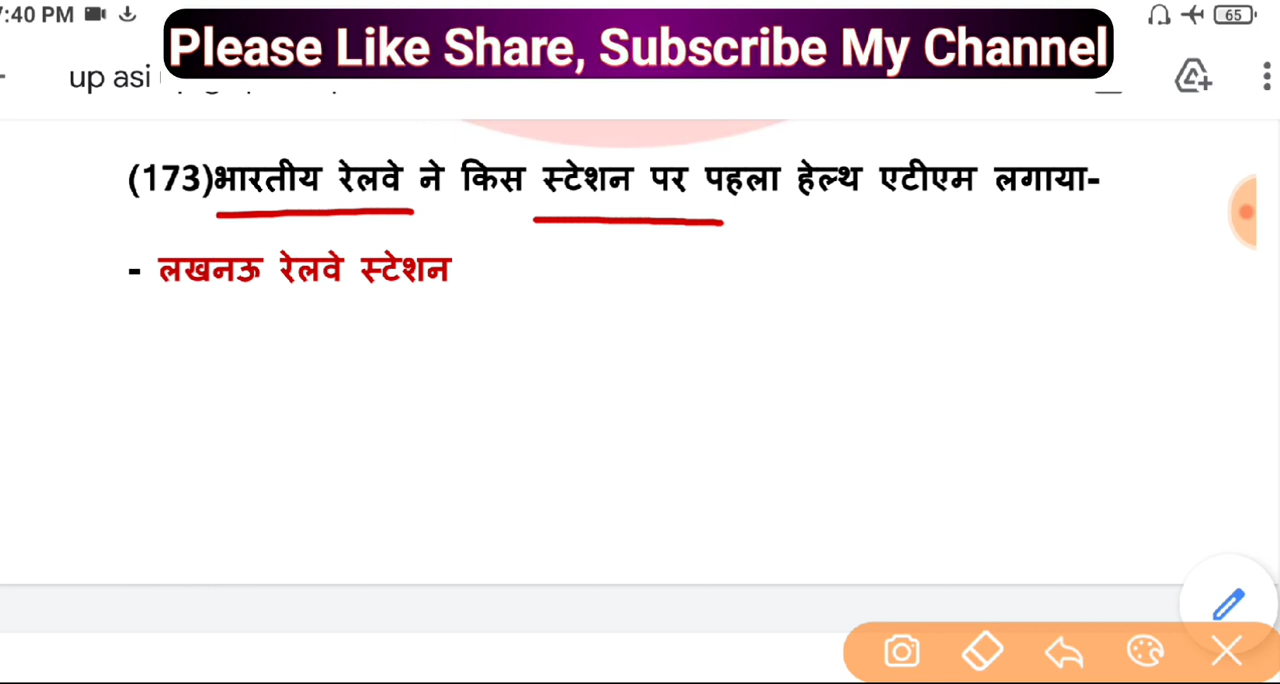 :40 PM 65
Please Like Share, Subscribe My Channel
up asi
(173)भारतीय रेलवे ने किस स्टेशन पर पहला हेल्थ एटीएम लगाया-
- लखनऊ रेलवे स्टेशन